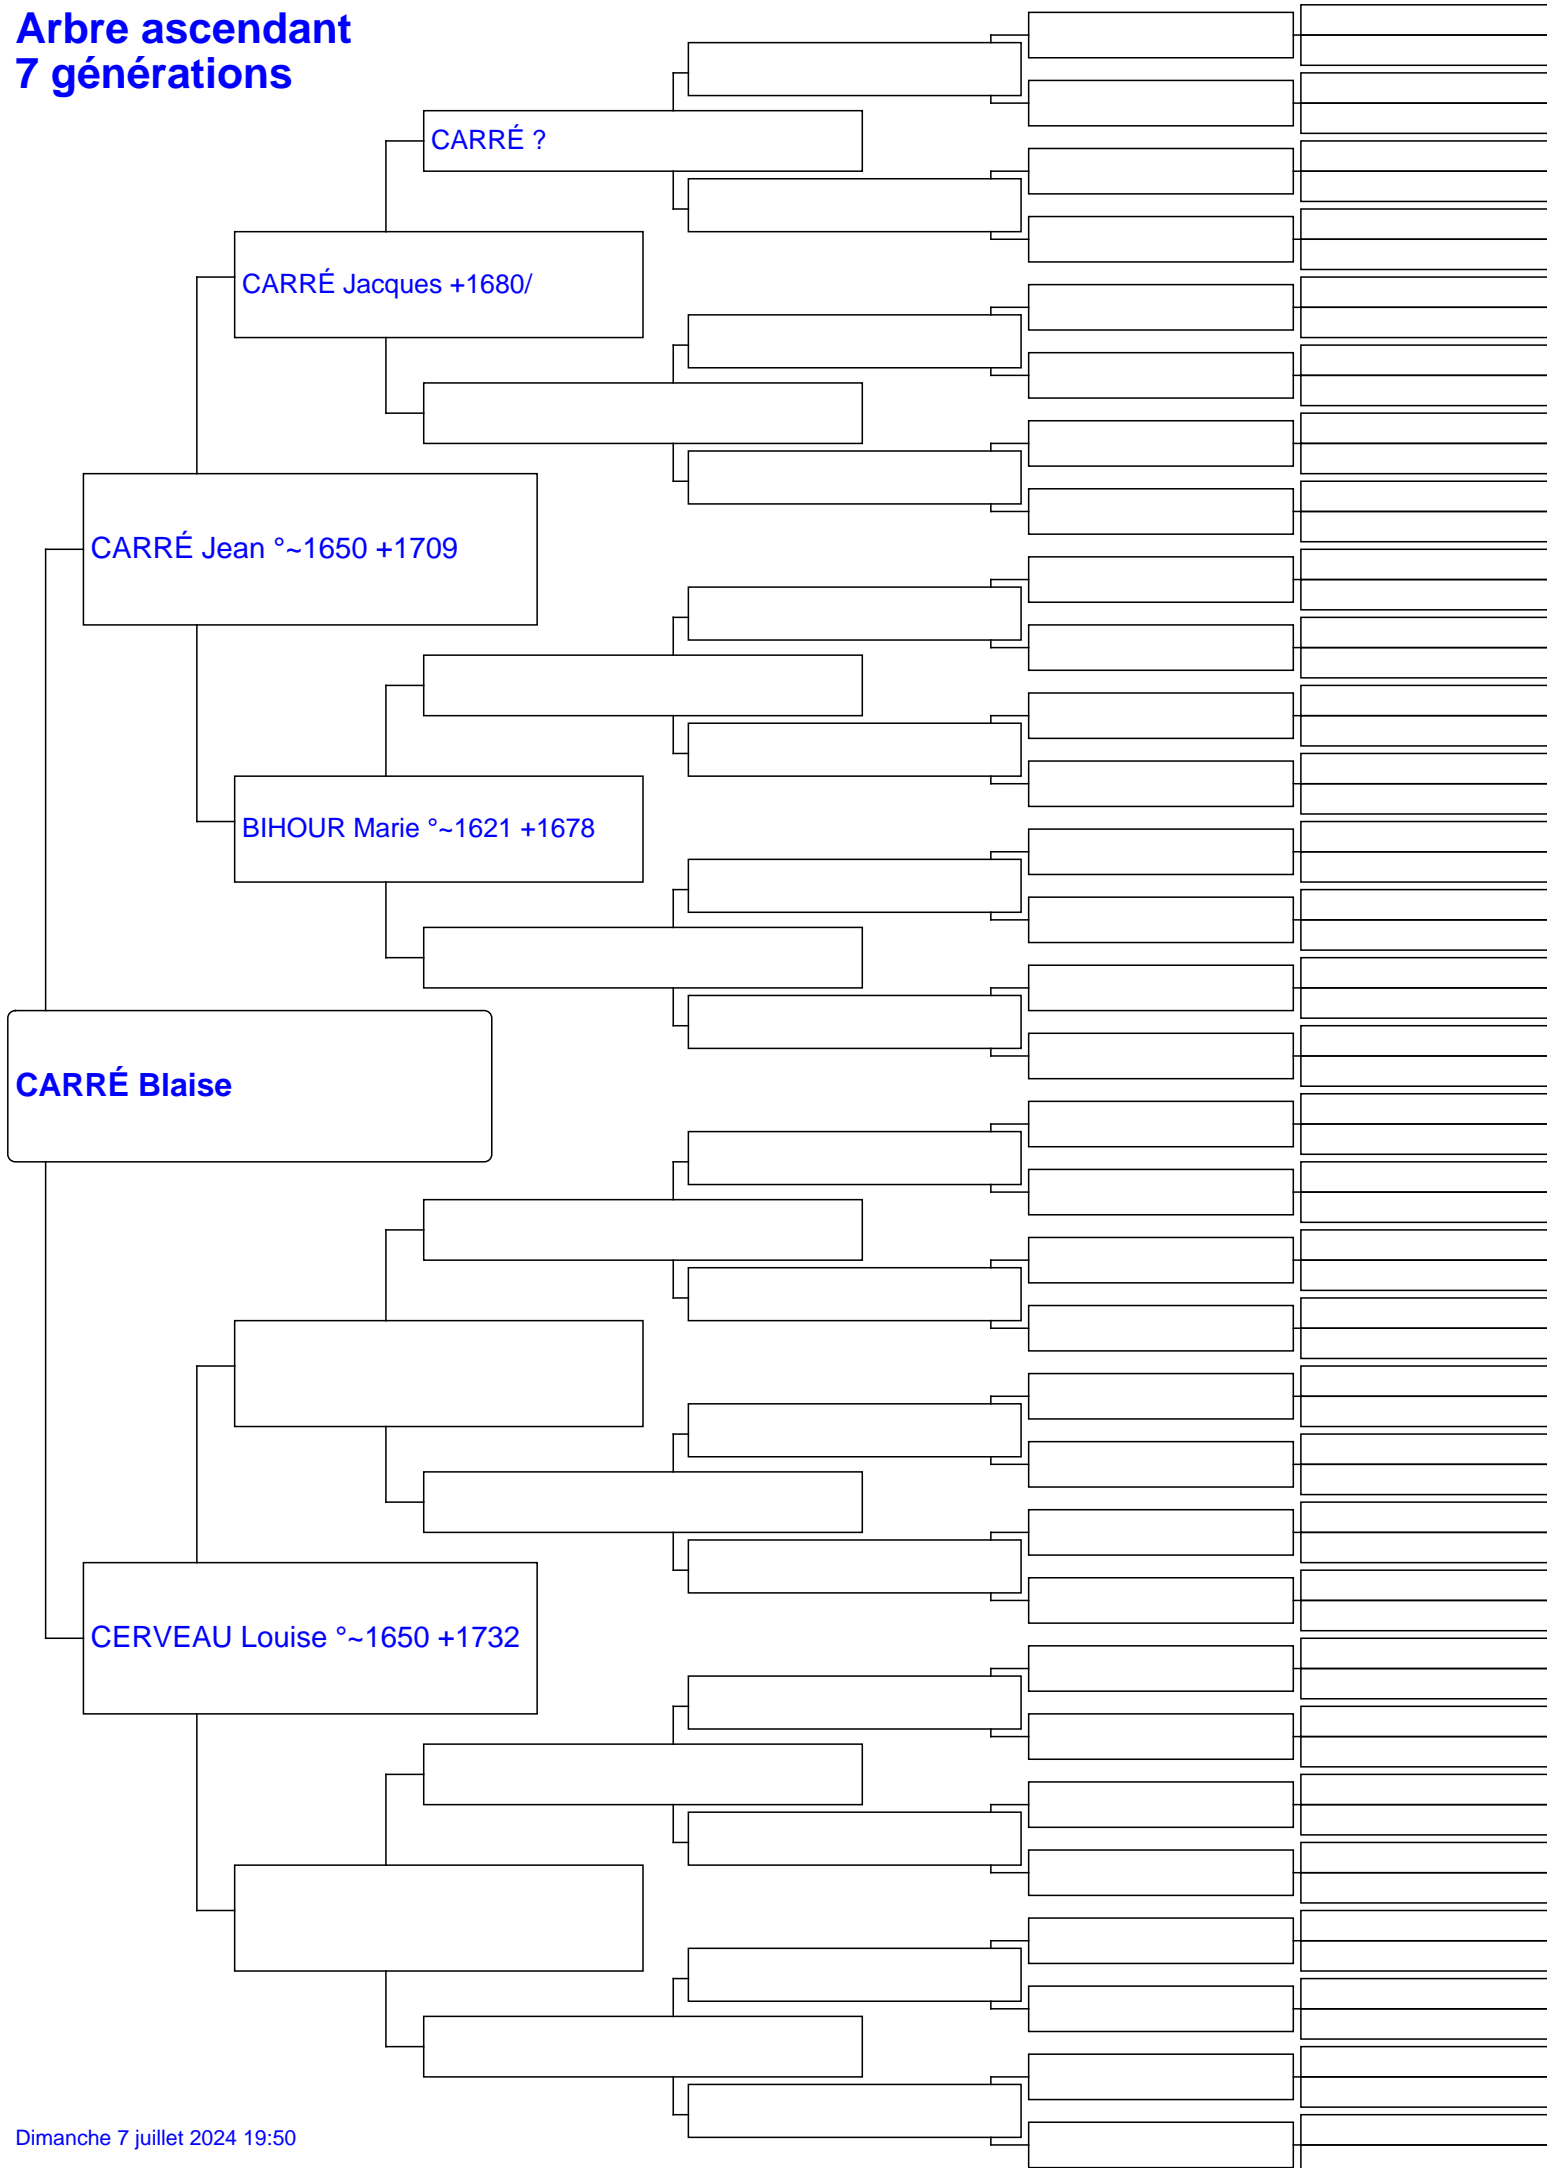 Arbre ascendant
7 générations
CARRÉ ?
CARRÉ Jacques +1680/
CARRÉ Jean °~1650 +1709
BIHOUR Marie °~1621 +1678
CARRÉ Blaise
CERVEAU Louise °~1650 +1732
Dimanche 7 juillet 2024 19:50